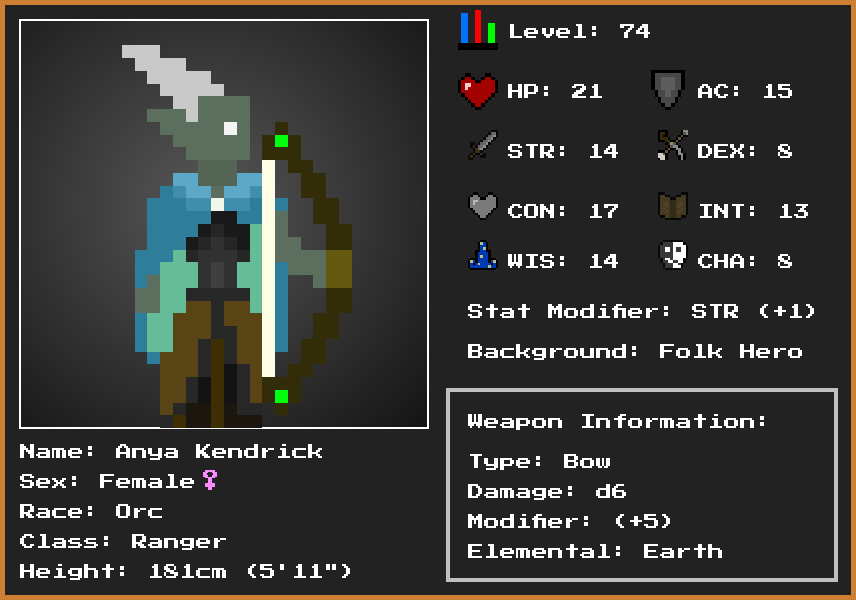 Level: 74
HP: 21
AC: 15
STR: 14
DEX: 8
CON: 17
INT: 13
WIS: 14
CHA: 8
Stat Modifier: STR (+1)
Background: Folk Hero
Weapon Information:
Type: Bow
Damage: d6
Modifier: (+5)
Elemental: Earth
Name: Anya Kendrick
Sex: Female♀
Race: Orc
Class: Ranger
Height: 181cm (5'11")